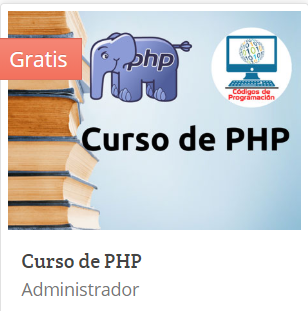 Gratis
php
Códigos de
Programación
Curso de PHP
Curso de PHP
Administrador